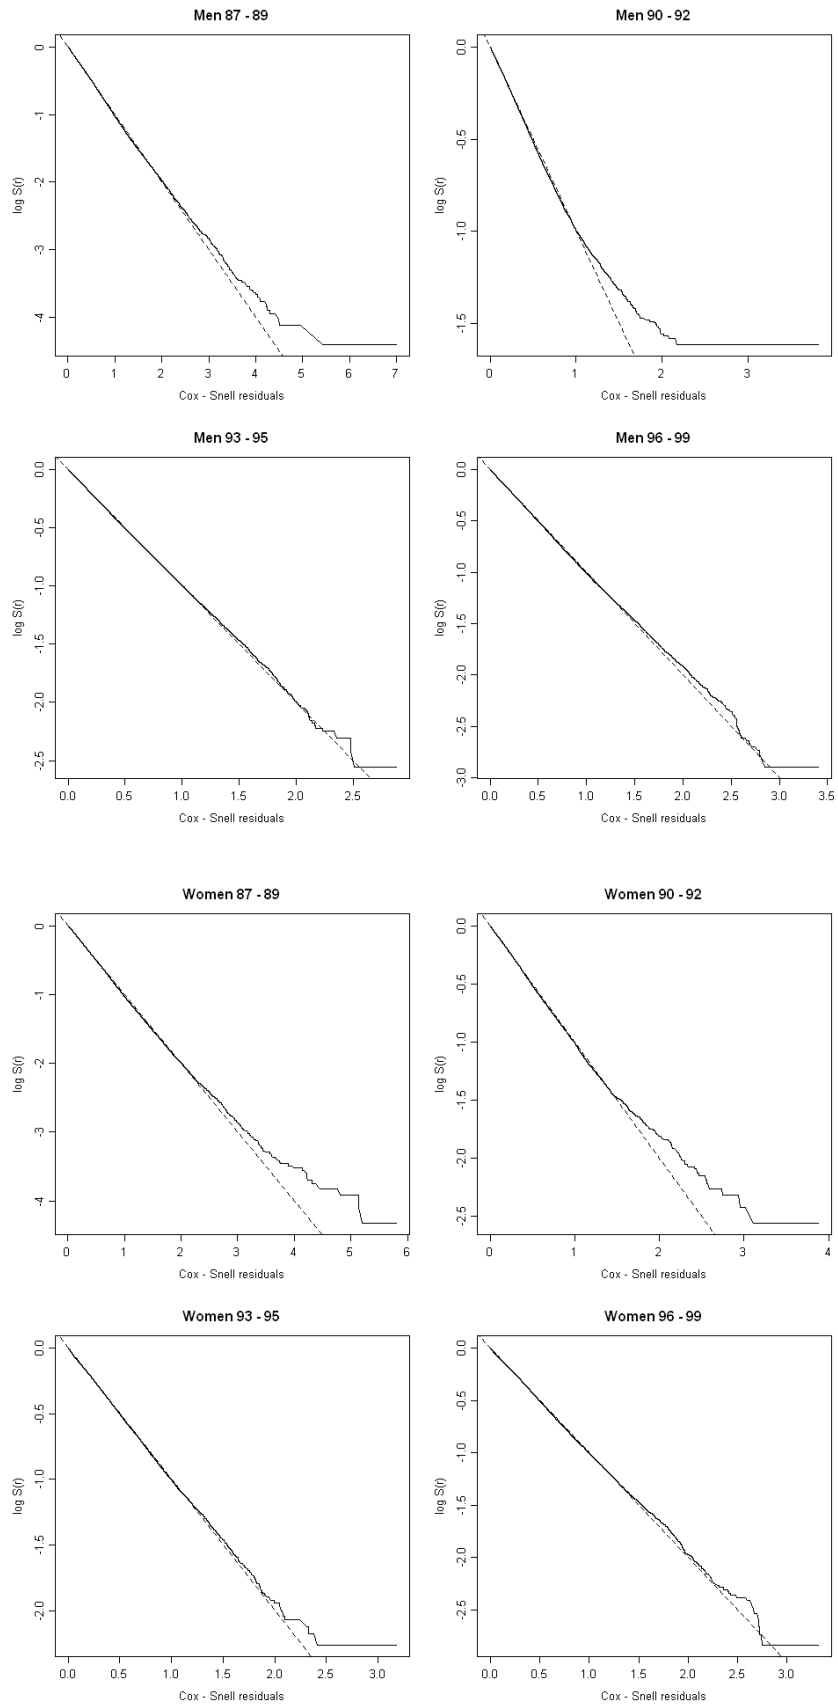 Men 87 - 89
log S(r)
0
-1
-2
-3
-4
0 1 2 3 4 5 6 7
Cox - Snell residuals
Men 90 - 92
log S(r)
0.0
-0.5
-1.0
-1.5
0 1 2 3
Cox - Snell residuals
Men 93 - 95
log S(r)
0.0
-0.5
-1.0
-1.5
-2.0
-2.5
0.0 0.5 1.0 1.5 2.0 2.5
Cox - Snell residuals
Men 96 - 99
log S(r)
0.0
-0.5
-1.0
-1.5
-2.0
-2.5
-3.0
0.0 0.5 1.0 1.5 2.0 2.5 3.0 3.5
Cox - Snell residuals
Women 87 - 89
log S(r)
0
-1
-2
-3
-4
0 1 2 3 4 5 6
Cox - Snell residuals
Women 90 - 92
log S(r)
0.0
-0.5
-1.0
-1.5
-2.0
-2.5
0 1 2 3 4
Cox - Snell residuals
Women 93 - 95
log S(r)
0.0
-0.5
-1.0
-1.5
-2.0
0.0 0.5 1.0 1.5 2.0 2.5 3.0
Cox - Snell residuals
Women 96 - 99
log S(r)
0.0
-0.5
-1.0
-1.5
-2.0
-2.5
0.0 0.5 1.0 1.5 2.0 2.5 3.0
Cox - Snell residuals